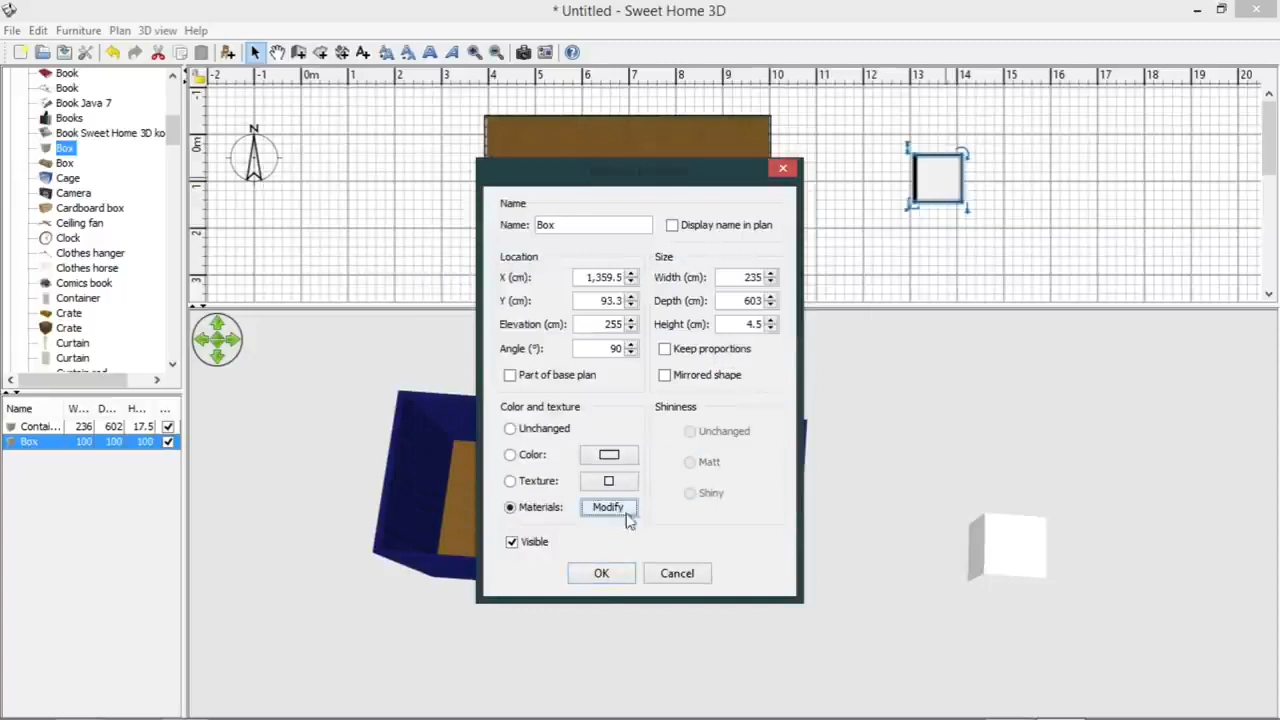 * Untitled - Sweet Home 3D
File Edit Furniture Plan 3D view Help
-2 -1 0m 1 2 3 4 5 6 7 8 9 10 11 12 13 14 15 16 17 18 19 20
-1
0m
1
2
3
N
Book
Book
Book Java 7
Books
Book Sweet Home 3D ko
Box
Box
Cage
Camera
Cardboard box
Ceiling fan
Clock
Clothes hanger
Clothes horse
Comics book
Container
Crate
Crate
Curtain
Curtain
Name W... D... H... ...
Contai... 236 602 17.5
Box 100 100 100
Name
Name: Box Display name in plan
Location Size
X (cm): 1,359.5 Width (cm): 235
Y (cm): 93.3 Depth (cm): 603
Elevation (cm): 255 Height (cm): 4.5
Angle (°): 90 Keep proportions
Part of base plan Mirrored shape
Color and texture Shininess
Unchanged Unchanged
Color:
Matt
Texture:
Shiny
Materials: Modify
Visible
OK Cancel